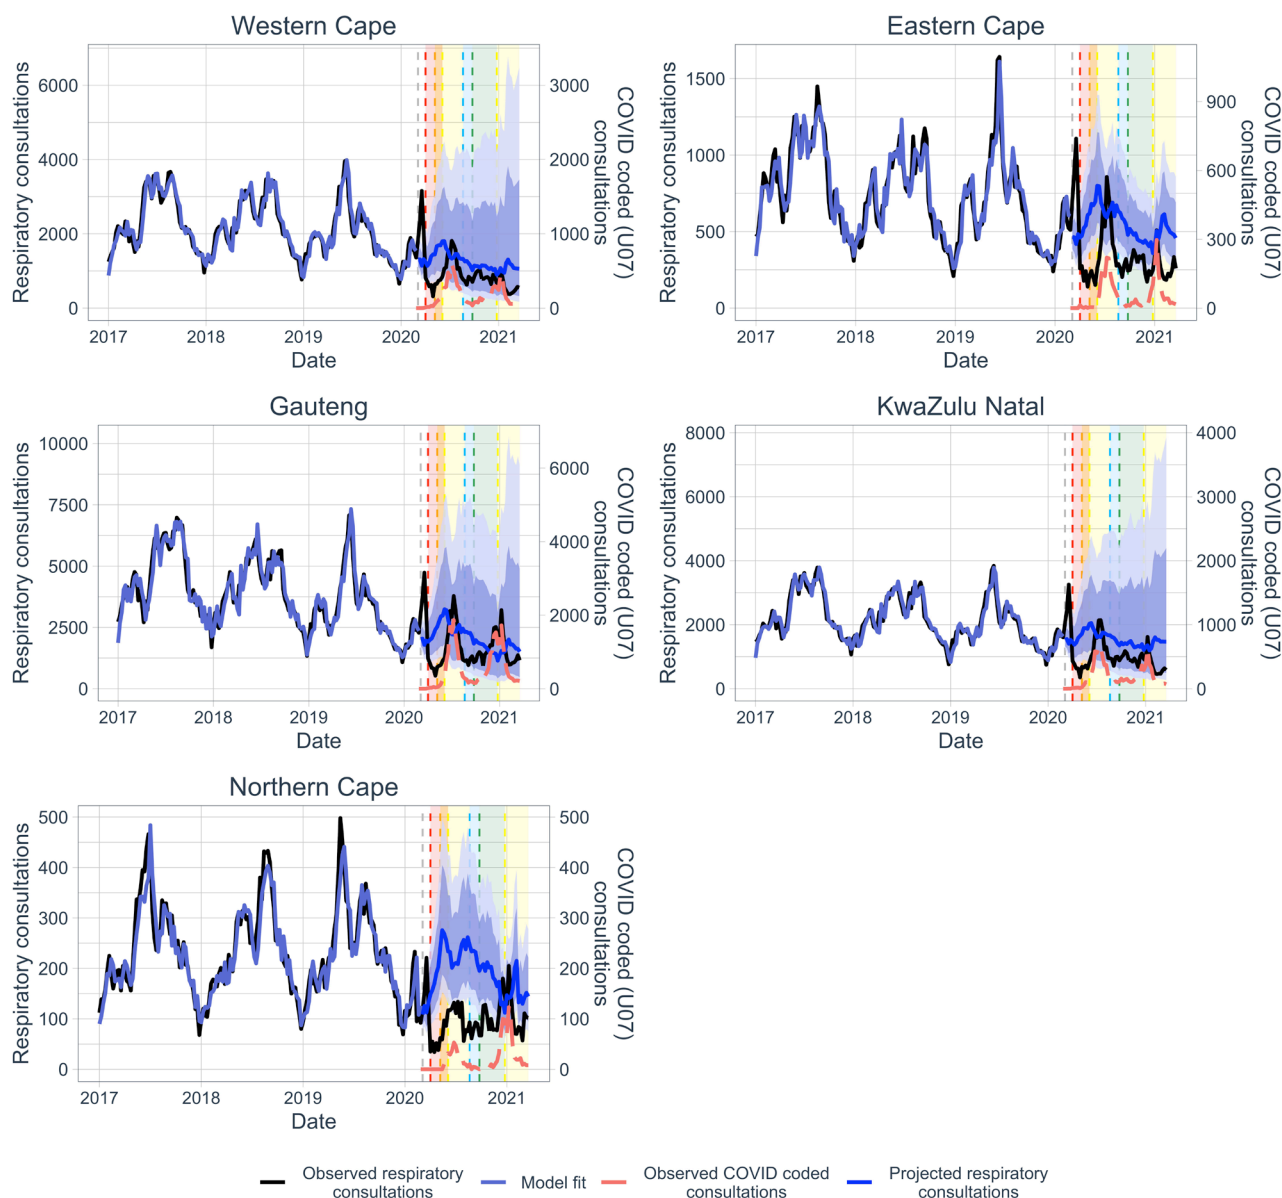 Western Cape
Respiratory consultations
6000
4000
2000
0
3000
2000
1000
0
COVID coded (U07)
consultations
2017 2018 2019 2020 2021
Date
Eastern Cape
Respiratory consultations
1500
1000
500
0
900
600
300
0
COVID coded (U07)
consultations
2017 2018 2019 2020 2021
Date
Gauteng
Respiratory consultations
10000
7500
5000
2500
0
6000
4000
2000
0
COVID coded (U07)
consultations
2017 2018 2019 2020 2021
Date
KwaZulu Natal
Respiratory consultations
8000
6000
4000
2000
0
4000
3000
2000
1000
0
COVID coded (U07)
consultations
2017 2018 2019 2020 2021
Date
Northern Cape
Respiratory consultations
500
400
300
200
100
0
500
400
300
200
100
0
COVID coded (U07)
consultations
2017 2018 2019 2020 2021
Date
Observed respiratory
consultations
Model fit
Observed COVID coded
consultations
Projected respiratory
consultations